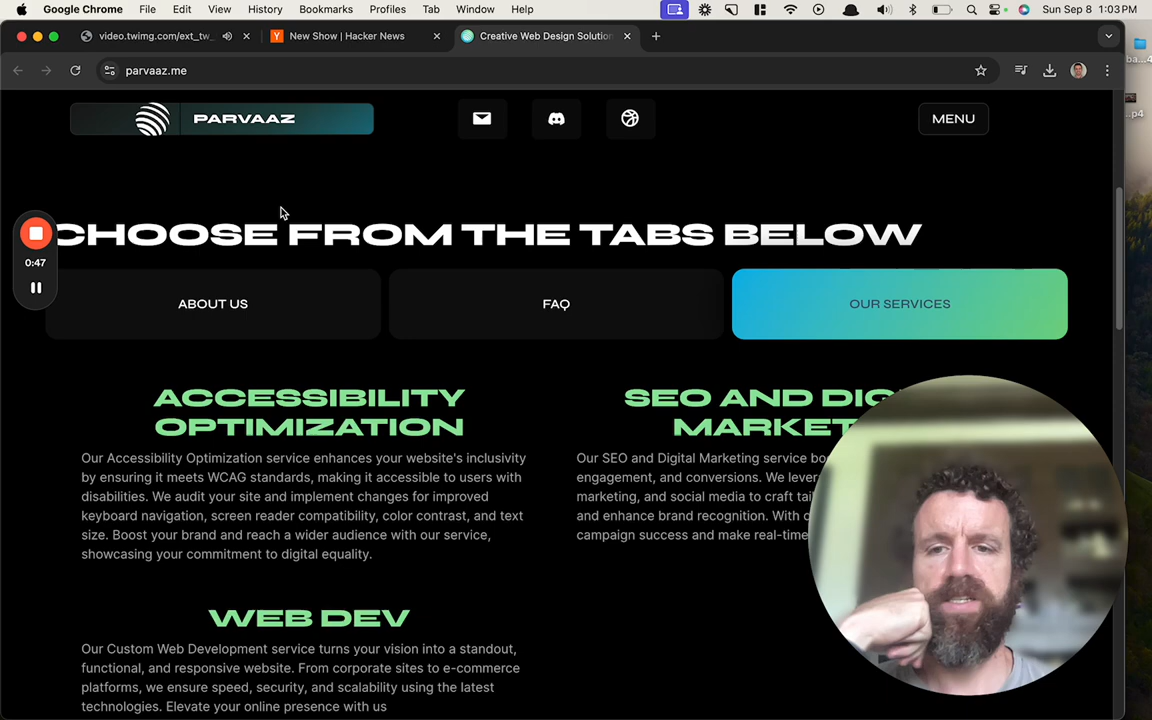 Google Chrome File Edit View History Bookmarks Profiles Tab Window Help Sun Sep 8 1:03 PM
video.twimg.com/ext_tw_ New Show | Hacker News Creative Web Design Solution
parvaaz.me
...4
...p4
PARVAAZ MENU
CHOOSE FROM THE TABS BELOW
0:47
ABOUT US FAQ OUR SERVICES
ACCESSIBILITY
OPTIMIZATION
Our Accessibility Optimization service enhances your website's inclusivity
by ensuring it meets WCAG standards, making it accessible to users with
disabilities. We audit your site and implement changes for improved
keyboard navigation, screen reader compatibility, color contrast, and text
size. Boost your brand and reach a wider audience with our service,
showcasing your commitment to digital equality.
SEO AND
MARKET
Our SEO and Digital Marketing service
engagement, and conversions. We
marketing, and social media to craft
and enhance brand recognition. With
campaign success and make real-time
WEB DEV
Our Custom Web Development service turns your vision into a standout,
functional, and responsive website. From corporate sites to e-commerce
platforms, we ensure speed, security, and scalability using the latest
technologies. Elevate your online presence with us